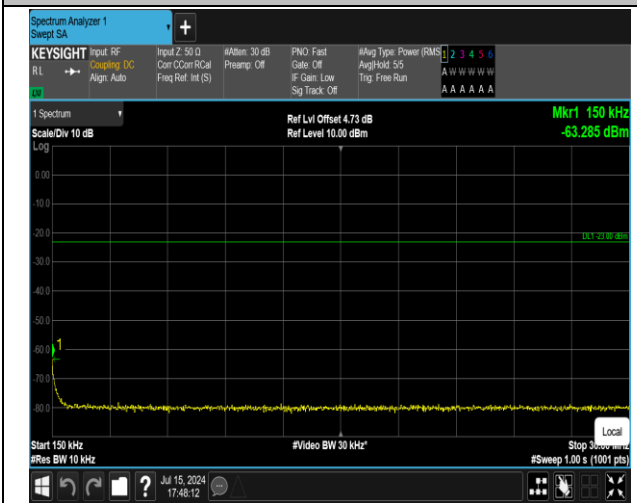 Spectrum Analyzer 1
Swept SA
+
KEYSIGHT
RL
Input: RF
Coupling: DC
Align: Auto
Input Z: 50 Ω
Corr CCorr RCal
Freq Ref: Int (S)
#Atten: 30 dB
Preamp: Off
PNO: Fast
Gate: Off
IF Gain: Low
Sig Track: Off
#Avg Type: Power (RMS
Avg|Hold: 5/5
Trig: Free Run
1 2 3 4 5 6
A W W W W W
A A A A A A
1 Spectrum
Scale/Div 10 dB
Log
Ref Lvl Offset 4.73 dB
Ref Level 10.00 dBm
Mkr1 150 kHz
-63.285 dBm
0.00
-10.0
-20.0
DL1 -23.00 dBm
-30.0
-40.0
-50.0
-60.0
1
-70.0
-80.0
Local
Start 150 kHz
#Video BW 30 kHz*
Stop
#Res BW 10 kHz
#Sweep 1.00 s (1001 pts)
?
Jul 15, 2024
17:48:12